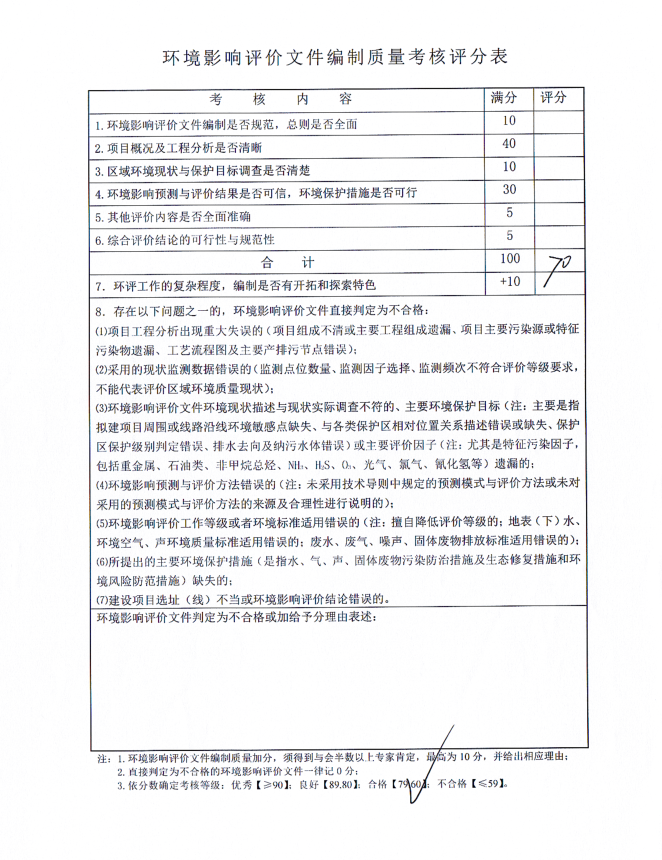 环境影响评价文件编制质量考核评分表
考 核 内 容 满分 评分
1.环境影响评价文件编制是否规范，总则是否全面 10
2.项目概况及工程分析是否清晰 40
3.区域环境现状与保护目标调查是否清楚 10
4.环境影响预测与评价结果是否可信，环境保护措施是否可行 30
5.其他评价内容是否全面准确 5
6.综合评价结论的可行性与规范性 5
合 计 100 70
7．环评工作的复杂程度，编制是否有开拓和探索特色 +10
8．存在以下问题之一的，环境影响评价文件直接判定为不合格：
⑴项目工程分析出现重大失误的（项目组成不清或主要工程组成遗漏、项目主要污染源或特征
污染物遗漏、工艺流程图及主要产排污节点错误）；
⑵采用的现状监测数据错误的（监测点位数量、监测因子选择、监测频次不符合评价等级要求，
不能代表评价区域环境质量现状）；
⑶环境影响评价文件环境现状描述与现状实际调查不符的、主要环境保护目标（注：主要是指
拟建项目周围或线路沿线环境敏感点缺失、与各类保护区相对位置关系描述错误或缺失、保护
区保护级别判定错误、排水去向及纳污水体错误）或主要评价因子（注：尤其是特征污染因子，
包括重金属、石油类、非甲烷总烃、NH₃、H₂S、O₃、光气、氯气、氰化氢等）遗漏的；
⑷环境影响预测与评价方法错误的（注：未采用技术导则中规定的预测模式与评价方法或未对
采用的预测模式与评价方法的来源及合理性进行说明的）；
⑸环境影响评价工作等级或者环境标准适用错误的（注：擅自降低评价等级的；地表（下）水、
环境空气、声环境质量标准适用错误的；废水、废气、噪声、固体废物排放标准适用错误的）；
⑹所提出的主要环境保护措施（是指水、气、声、固体废物污染防治措施及生态修复措施和环
境风险防范措施）缺失的；
⑺建设项目选址（线）不当或环境影响评价结论错误的。
环境影响评价文件判定为不合格或加给予分理由表述：
注：1.环境影响评价文件编制质量加分，须得到与会半数以上专家肯定，最高为10分，并给出相应理由；
2.直接判定为不合格的环境影响评价文件一律记0分；
3.依分数确定考核等级：优秀【≥90】；良好【89,80】；合格【79,60】；不合格【≤59】。